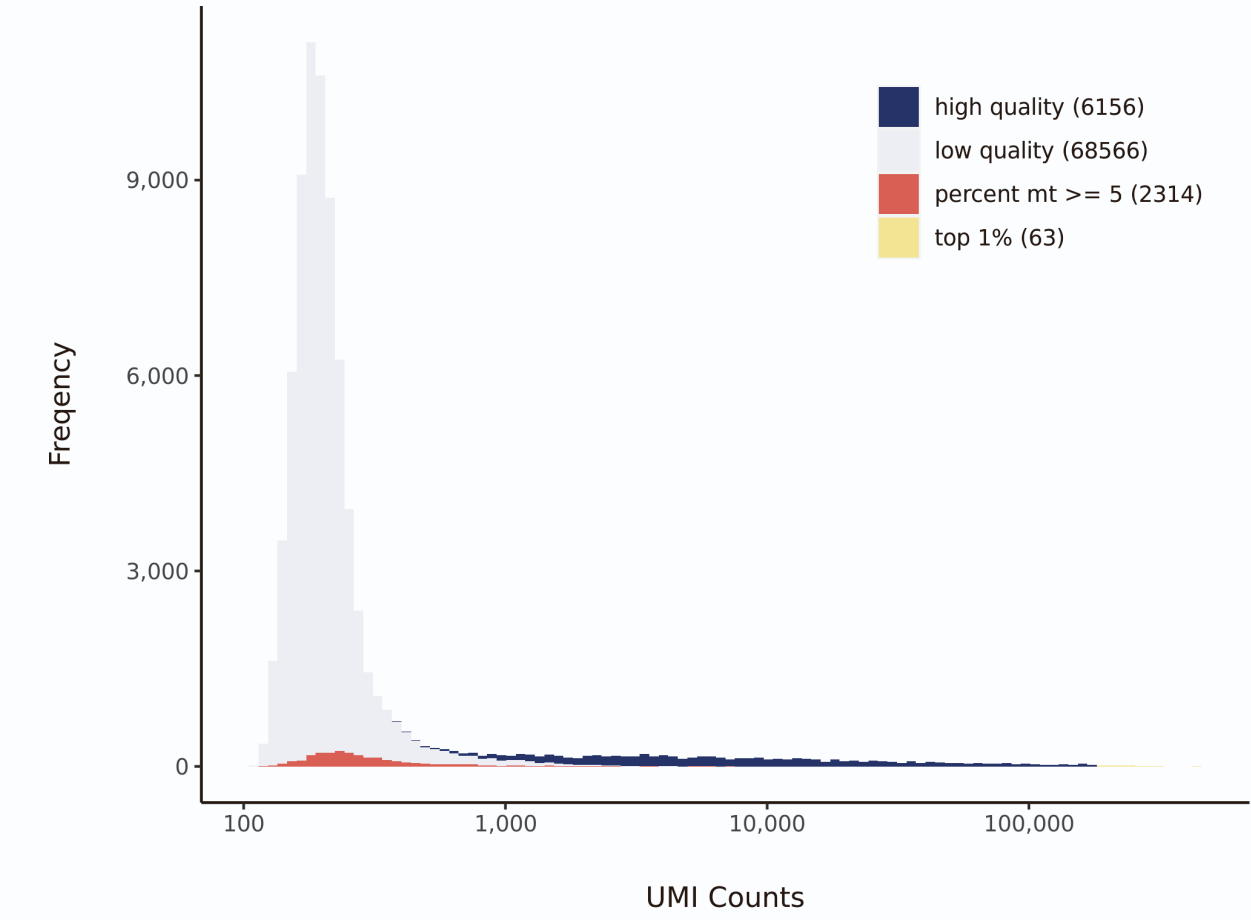 high quality (6156)
low quality (68566)
percent mt >= 5 (2314)
top 1% (63)
9,000
6,000
3,000
0
Freqency
100
1,000
10,000
100,000
UMI Counts